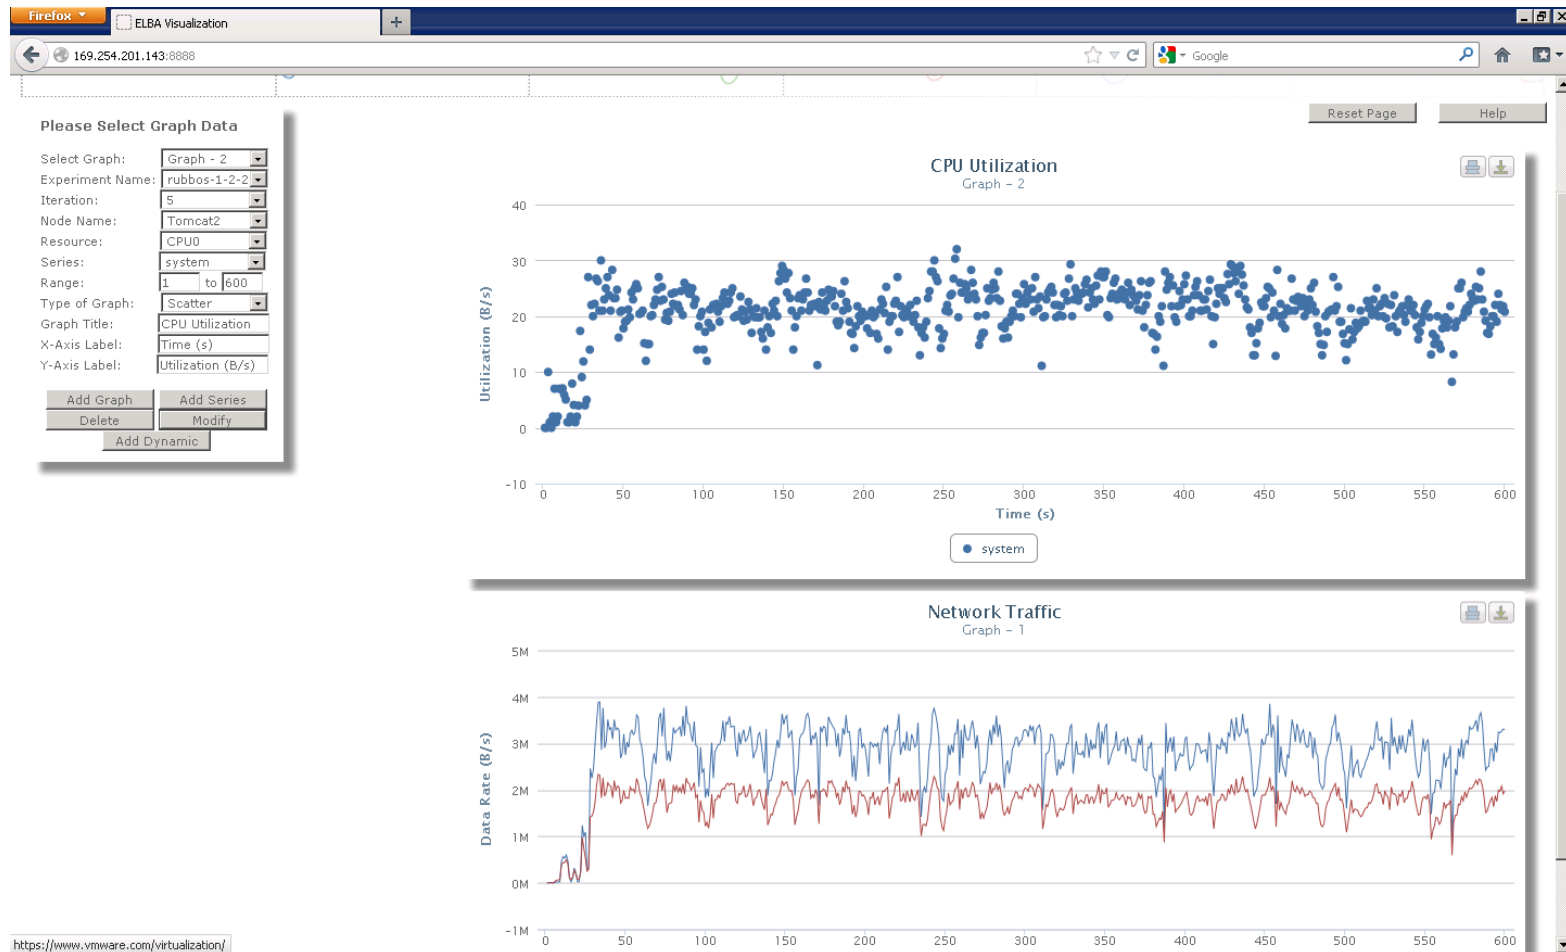 Firefox
ELBA Visualization
+
169.254.201.143:8888
Google
Reset Page Help
Please Select Graph Data
Select Graph: Graph - 2
Experiment Name: rubbos-1-2-2
Iteration: 5
Node Name: Tomcat2
Resource: CPU0
Series: system
Range: 1 to 600
Type of Graph: Scatter
Graph Title: CPU Utilization
X-Axis Label: Time (s)
Y-Axis Label: Utilization (B/s)
Add Graph Add Series
Delete Modify
Add Dynamic
CPU Utilization
Graph - 2
Utilization (B/s)
40
30
20
10
0
-10
0 50 100 150 200 250 300 350 400 450 500 550 600
Time (s)
system
Network Traffic
Graph - 1
Data Rate (B/s)
5M
4M
3M
2M
1M
0M
-1M
0 50 100 150 200 250 300 350 400 450 500 550 600
https://www.vmware.com/virtualization/